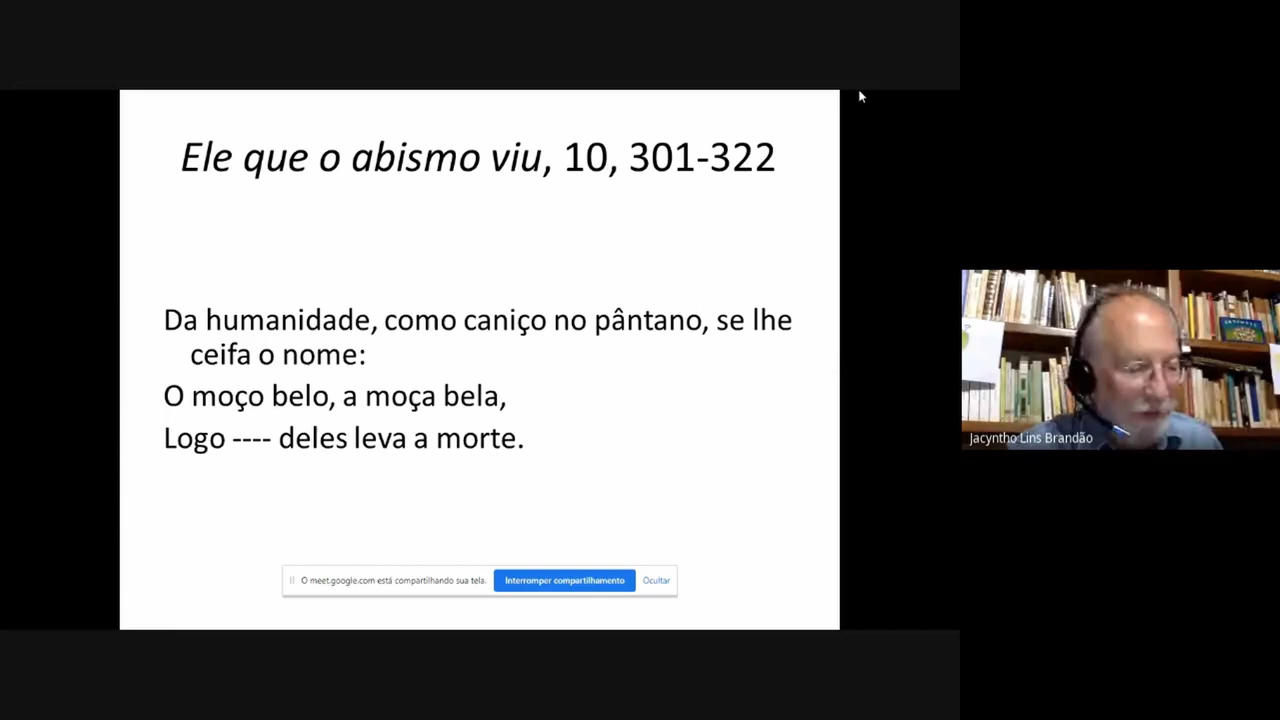 Ele que o abismo viu, 10, 301-322
Da humanidade, como caniço no pântano, se lhe
ceifa o nome:
O moço belo, a moça bela,
Logo ---- deles leva a morte.
O meet.google.com está compartilhando sua tela.
Interromper compartilhamento
Ocultar
Jacyntho Lins Brandão